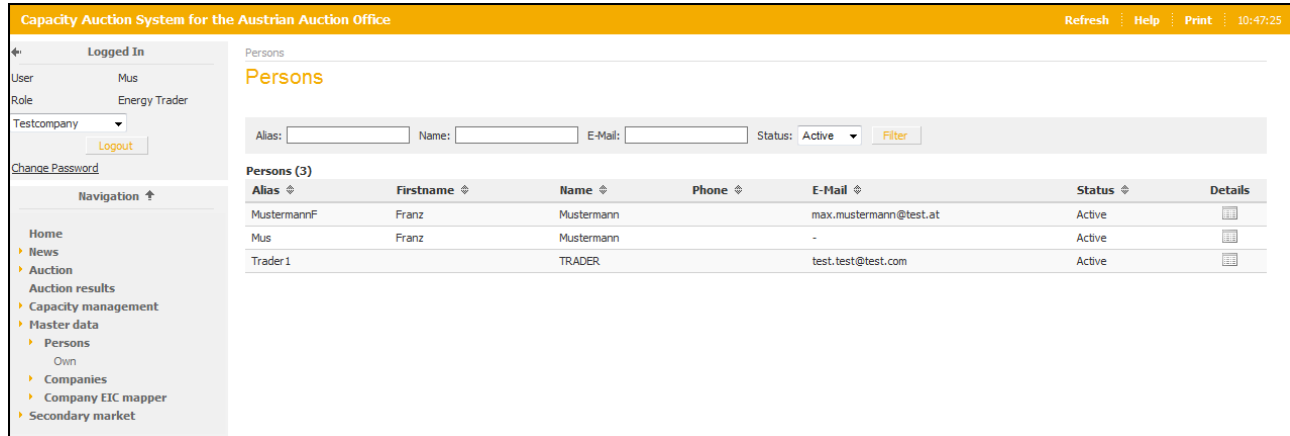 Capacity Auction System for the Austrian Auction Office Refresh Help Print 10:47:25
Logged In
User Mus
Role Energy Trader
Testcompany
Logout
Change Password
Navigation
Home
News
Auction
Auction results
Capacity management
Master data
Persons
Own
Companies
Company EIC mapper
Secondary market
Persons
Persons
Alias: Name: E-Mail: Status: Active Filter
Persons (3)
Alias Firstname Name Phone E-Mail Status Details
MustermannF Franz Mustermann max.mustermann@test.at Active
Mus Franz Mustermann - Active
Trader1 TRADER test.test@test.com Active